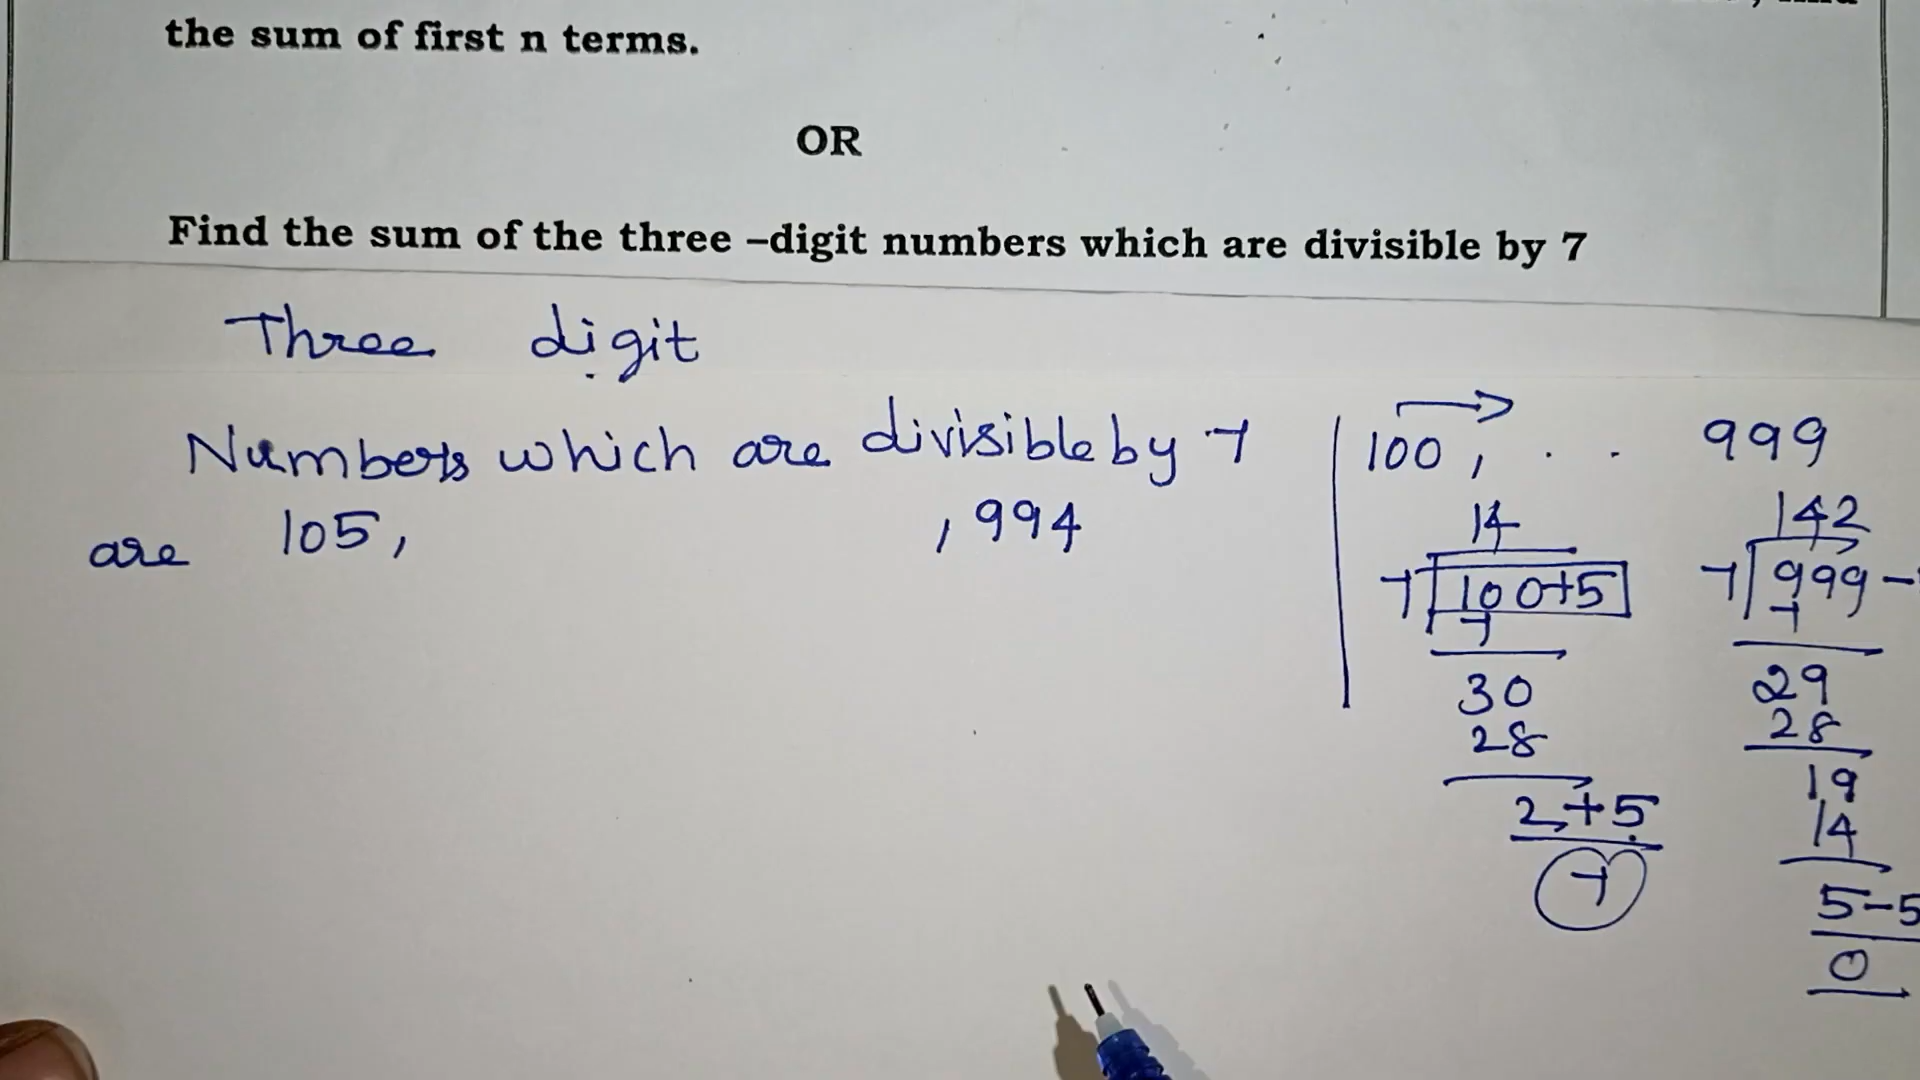 the sum of first n terms.
OR
Find the sum of the three –digit numbers which are divisible by 7
Three digit
Numbers which are divisible by 7
are 105, , 994
100, . . 999
14
7 100+5
7
30
28
2+5
7
142
7 999 –
7
29
28
19
14
5–5
0